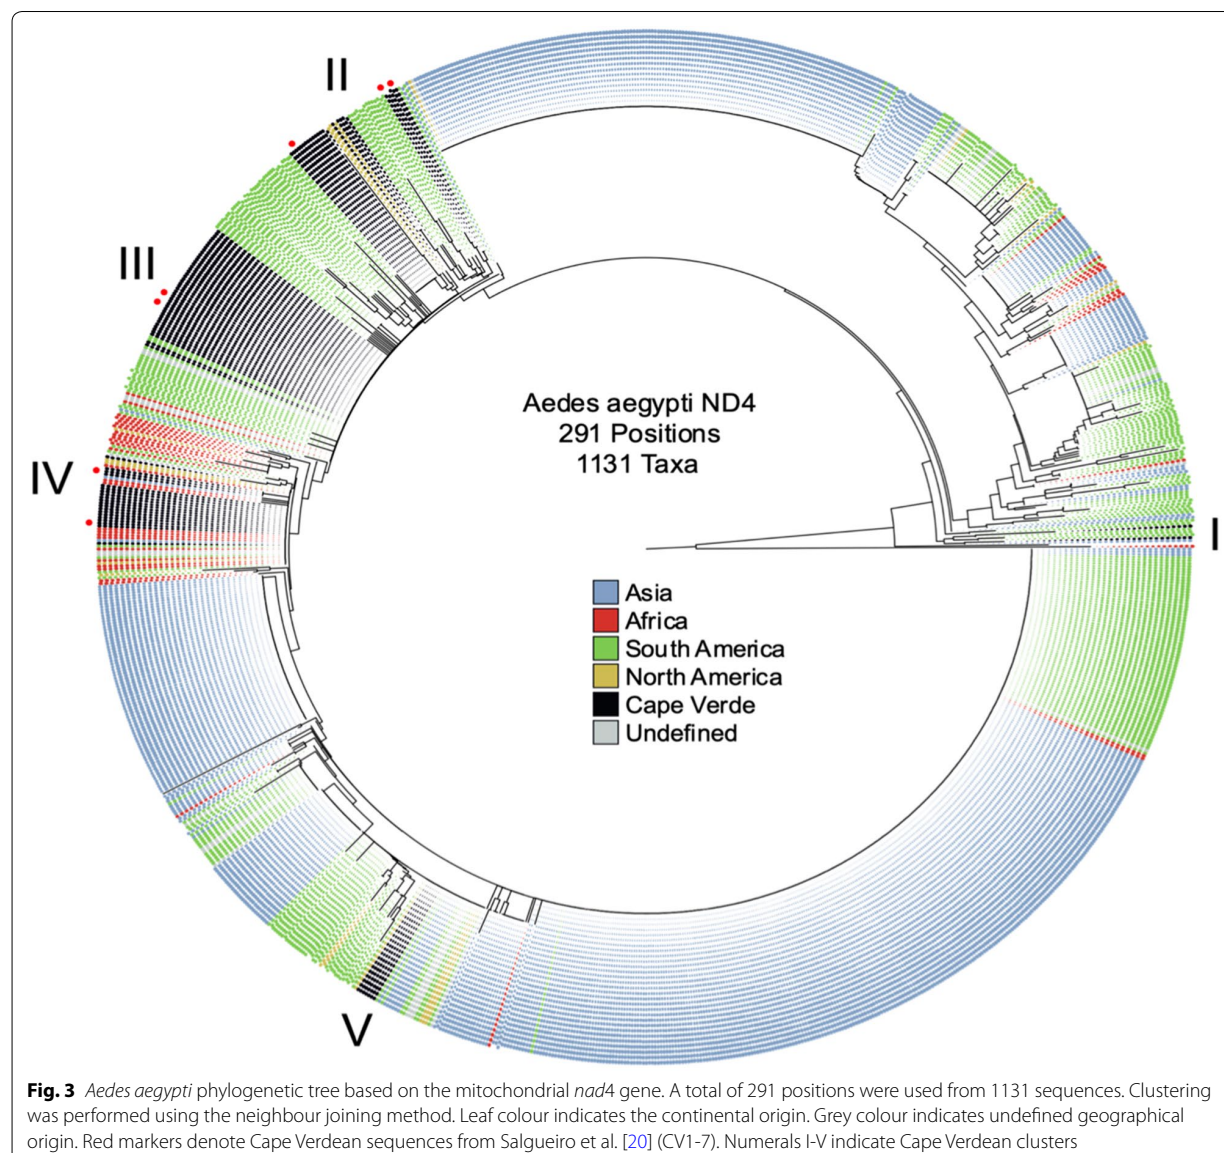 II
III
IV
V
I
Aedes aegypti ND4
291 Positions
1131 Taxa
Asia
Africa
South America
North America
Cape Verde
Undefined
Fig. 3 Aedes aegypti phylogenetic tree based on the mitochondrial nad4 gene. A total of 291 positions were used from 1131 sequences. Clustering
was performed using the neighbour joining method. Leaf colour indicates the continental origin. Grey colour indicates undefined geographical
origin. Red markers denote Cape Verdean sequences from Salgueiro et al. [20] (CV1-7). Numerals I-V indicate Cape Verdean clusters